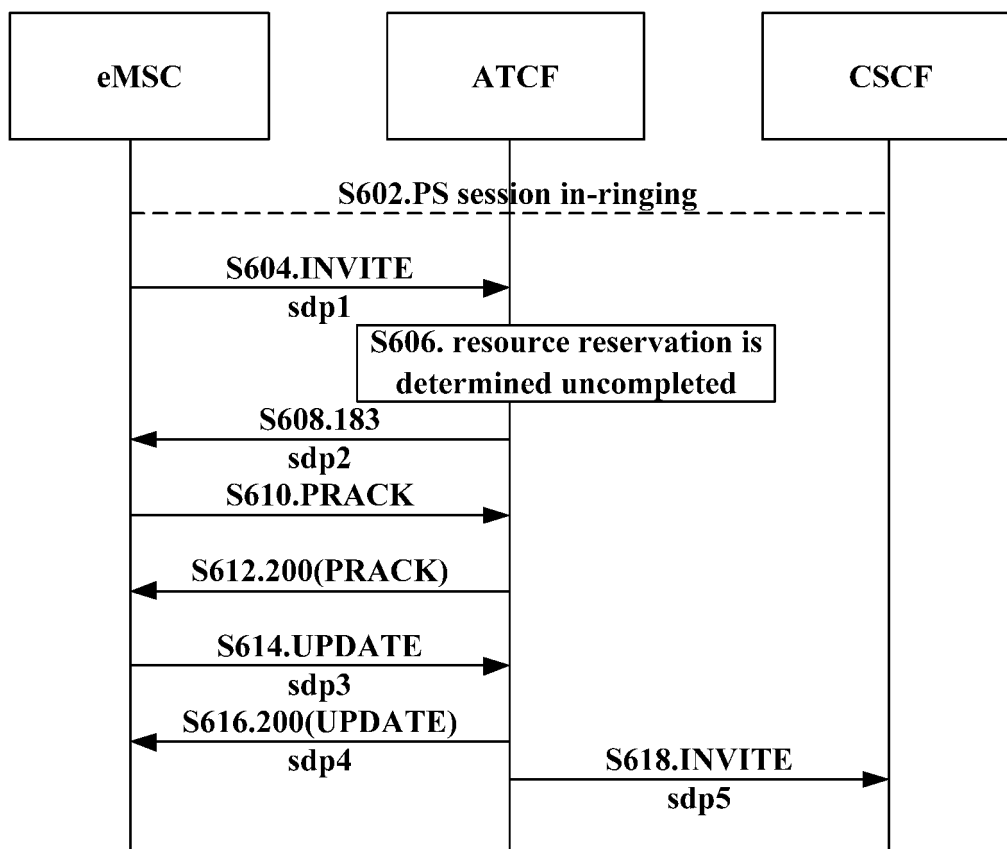 eMSC
ATCF
CSCF
S602.PS session in-ringing
S604.INVITE
sdp1
S606. resource reservation is
determined uncompleted
S608.183
sdp2
S610.PRACK
S612.200(PRACK)
S614.UPDATE
sdp3
S616.200(UPDATE)
sdp4
S618.INVITE
sdp5